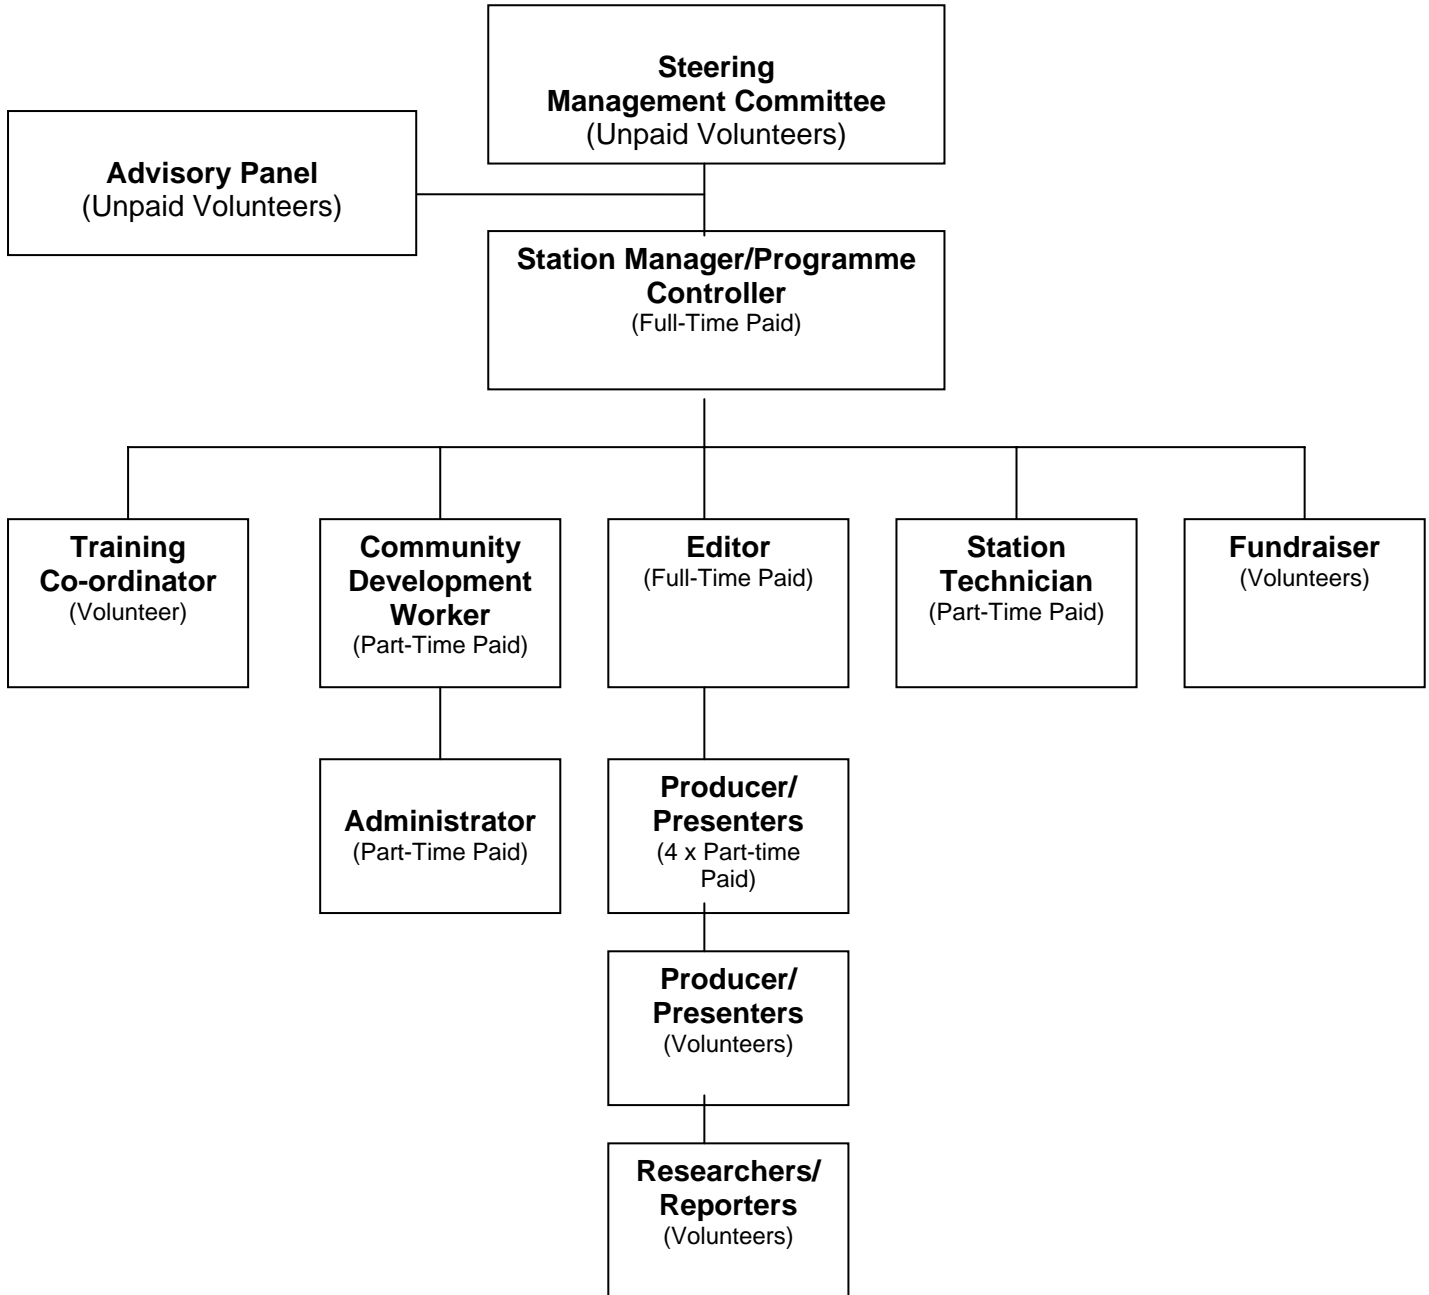 Steering
Management Committee
(Unpaid Volunteers)
Advisory Panel
(Unpaid Volunteers)
Station Manager/Programme
Controller
(Full-Time Paid)
Training
Co-ordinator
(Volunteer)
Community
Development
Worker
(Part-Time Paid)
Editor
(Full-Time Paid)
Station
Technician
(Part-Time Paid)
Fundraiser
(Volunteers)
Administrator
(Part-Time Paid)
Producer/
Presenters
(4 x Part-time
Paid)
Producer/
Presenters
(Volunteers)
Researchers/
Reporters
(Volunteers)